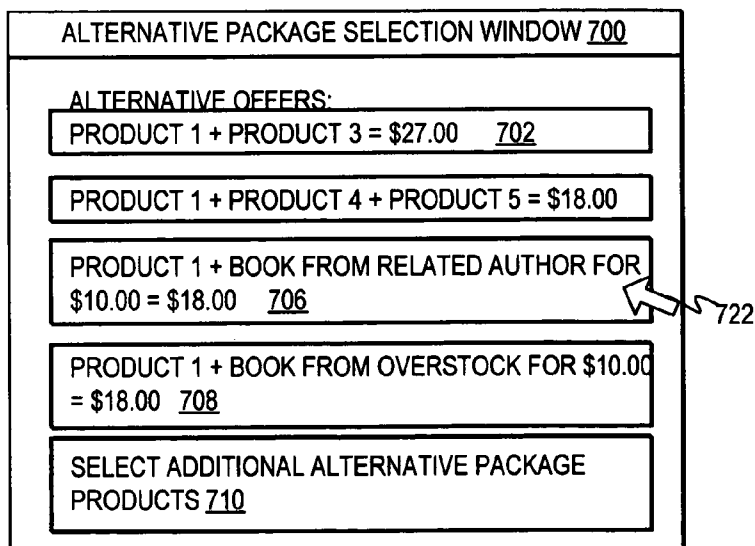 ALTERNATIVE PACKAGE SELECTION WINDOW 700
ALTERNATIVE OFFERS:
PRODUCT 1 + PRODUCT 3 = $27.00 702
PRODUCT 1 + PRODUCT 4 + PRODUCT 5 = $18.00
PRODUCT 1 + BOOK FROM RELATED AUTHOR FOR
$10.00 = $18.00 706
722
PRODUCT 1 + BOOK FROM OVERSTOCK FOR $10.00
= $18.00 708
SELECT ADDITIONAL ALTERNATIVE PACKAGE
PRODUCTS 710